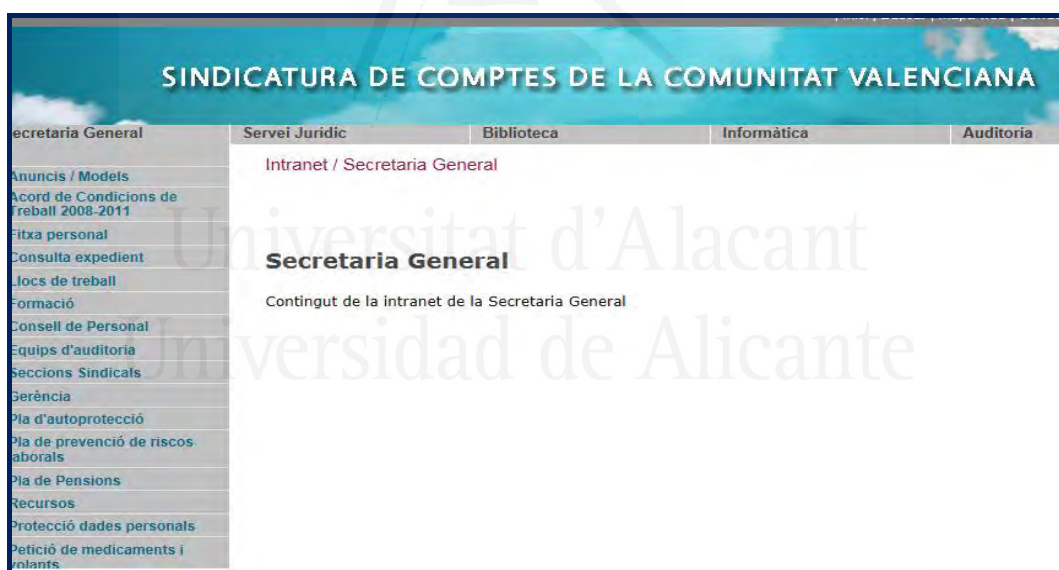 SINDICATURA DE COMPTES DE LA COMUNITAT VALENCIANA
ecretaria General
Servei Jurídic
Biblioteca
Informàtica
Auditoria
Intranet / Secretaria General
Anuncis / Models
Acord de Condicions de
Treball 2008-2011
Fitxa personal
Consulta expedient
Llocs de treball
Formació
Consell de Personal
Equips d'auditoria
Seccions Sindicals
Gerència
Pla d'autoprotecció
Pla de prevenció de riscos
laborals
Pla de Pensions
Recursos
Protecció dades personals
Petició de medicaments i
volants
Secretaria General
Contingut de la intranet de la Secretaria General
Universitat d'Alacant
Universidad de Alicante